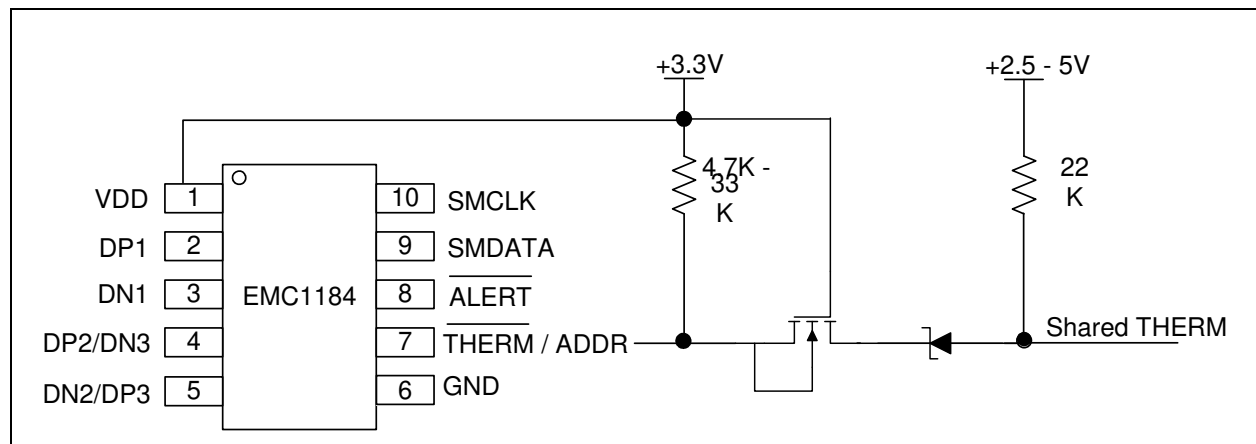 +3.3V
+2.5 - 5V
4.7K -
33
K
22
K
VDD 1
10 SMCLK
DP1 2
9 SMDATA
DN1 3
EMC1184
8 ALERT
DP2/DN3 4
7 THERM / ADDR
Shared THERM
DN2/DP3 5
6 GND